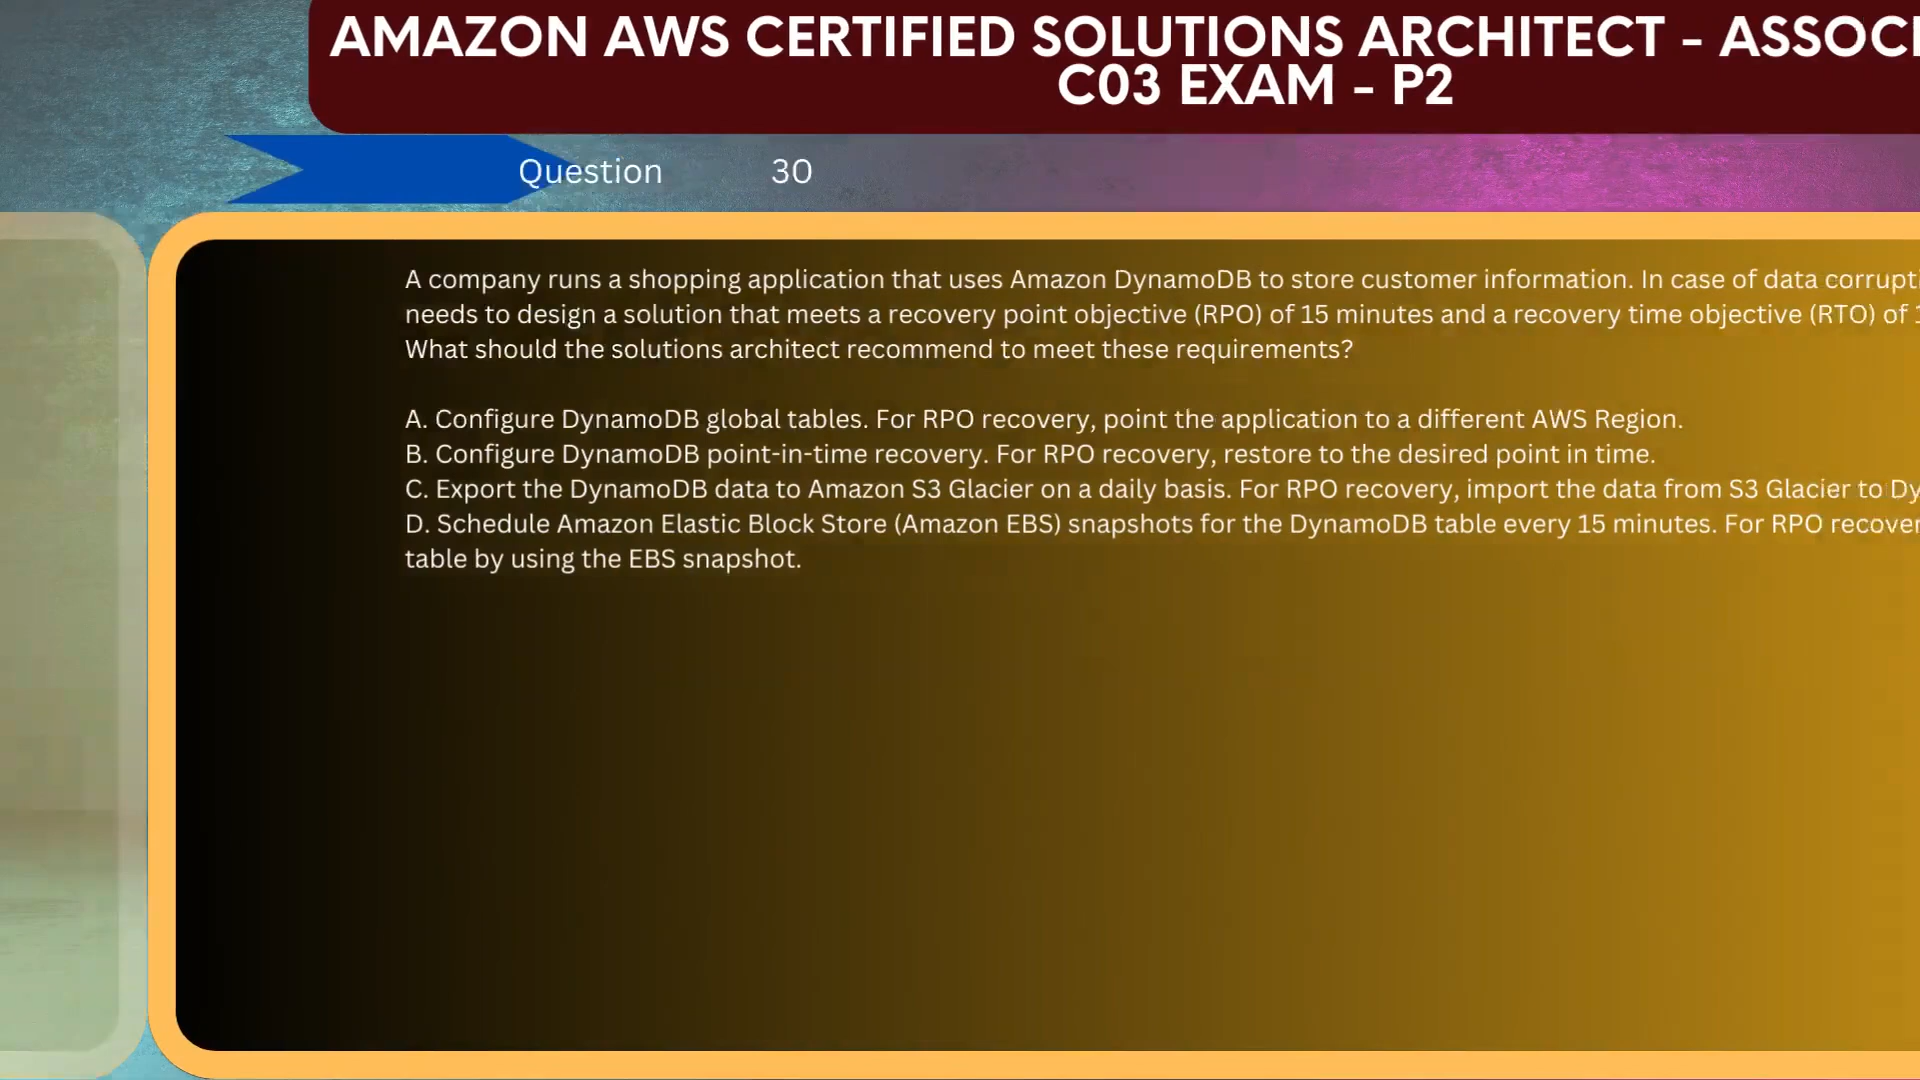 AMAZON AWS CERTIFIED SOLUTIONS ARCHITECT - ASSOCI
C03 EXAM - P2
Question 30
A company runs a shopping application that uses Amazon DynamoDB to store customer information. In case of data corrupti
needs to design a solution that meets a recovery point objective (RPO) of 15 minutes and a recovery time objective (RTO) of 1
What should the solutions architect recommend to meet these requirements?
A. Configure DynamoDB global tables. For RPO recovery, point the application to a different AWS Region.
B. Configure DynamoDB point-in-time recovery. For RPO recovery, restore to the desired point in time.
C. Export the DynamoDB data to Amazon S3 Glacier on a daily basis. For RPO recovery, import the data from S3 Glacier to Dy
D. Schedule Amazon Elastic Block Store (Amazon EBS) snapshots for the DynamoDB table every 15 minutes. For RPO recover
table by using the EBS snapshot.